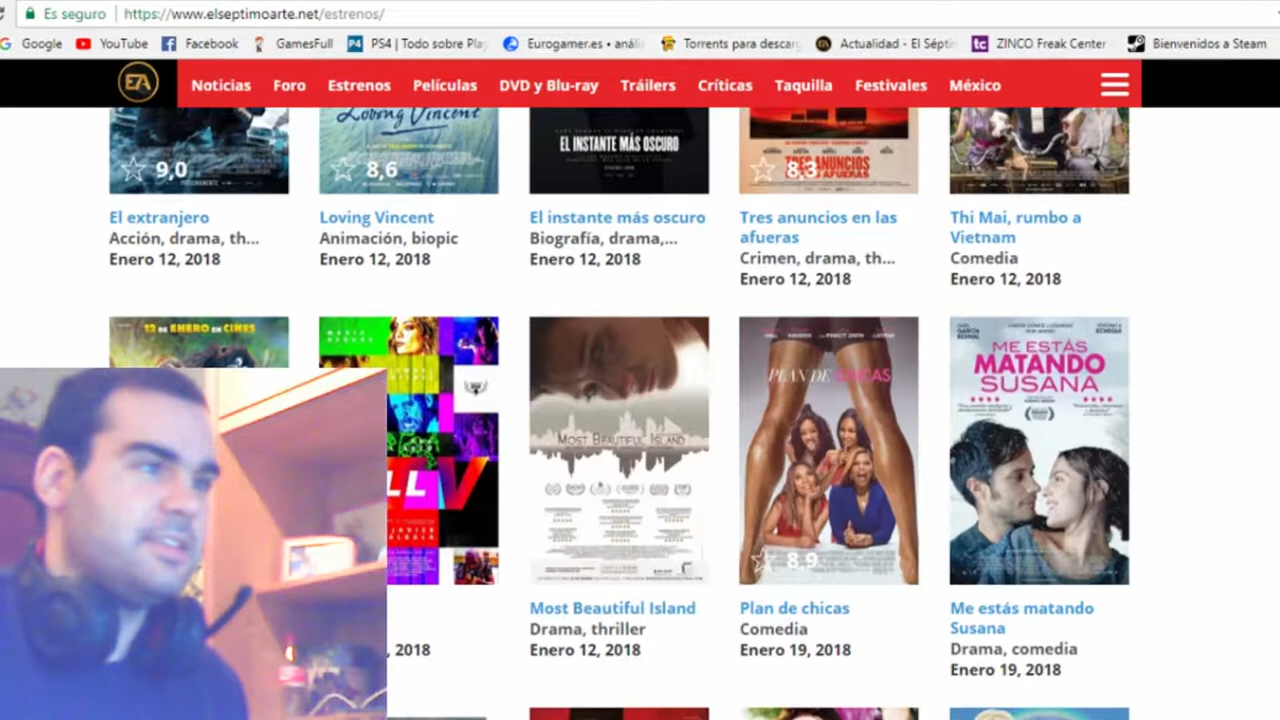 Es seguro
https://www.elseptimoarte.net/estrenos/
Google
YouTube
Facebook
GamesFull
PS4 | Todo sobre Play
Eurogamer.es • anális
Torrents para descarg
Actualidad - El Séptim
ZINCO Freak Center
Bienvenidos a Steam
Noticias
Foro
Estrenos
Películas
DVD y Blu-ray
Tráilers
Críticas
Taquilla
Festivales
México
Loving Vincent
EL INSTANTE MÁS OSCURO
TRES ANUNCIOS
9,0
8,6
8,3
El extranjero
Acción, drama, th...
Enero 12, 2018
Loving Vincent
Animación, biopic
Enero 12, 2018
El instante más oscuro
Biografía, drama,...
Enero 12, 2018
Tres anuncios en las
afueras
Crimen, drama, th...
Enero 12, 2018
Thi Mai, rumbo a
Vietnam
Comedia
Enero 12, 2018
12 DE ENERO EN CINES
MOST BEAUTIFUL ISLAND
PLAN DE CHICAS
8,9
ME ESTÁS
MATANDO
SUSANA
, 2018
Most Beautiful Island
Drama, thriller
Enero 12, 2018
Plan de chicas
Comedia
Enero 19, 2018
Me estás matando
Susana
Drama, comedia
Enero 19, 2018